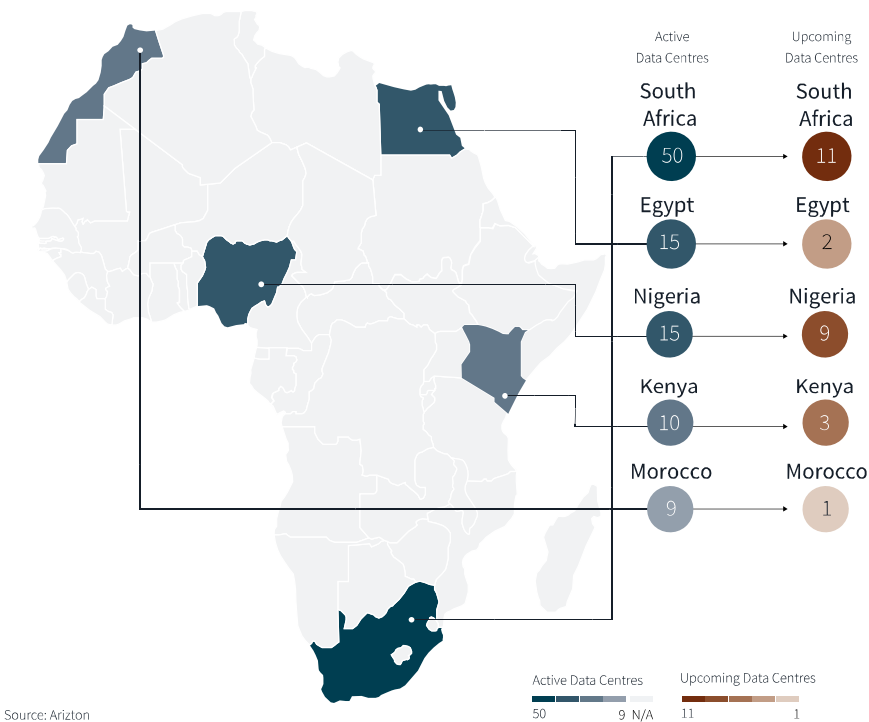 Active
Data Centres
Upcoming
Data Centres
South
Africa
50
South
Africa
11
Egypt
15
Egypt
2
Nigeria
15
Nigeria
9
Kenya
10
Kenya
3
Morocco
9
Morocco
1
Active Data Centres
50 9 N/A
Upcoming Data Centres
11 1
Source: Arizton